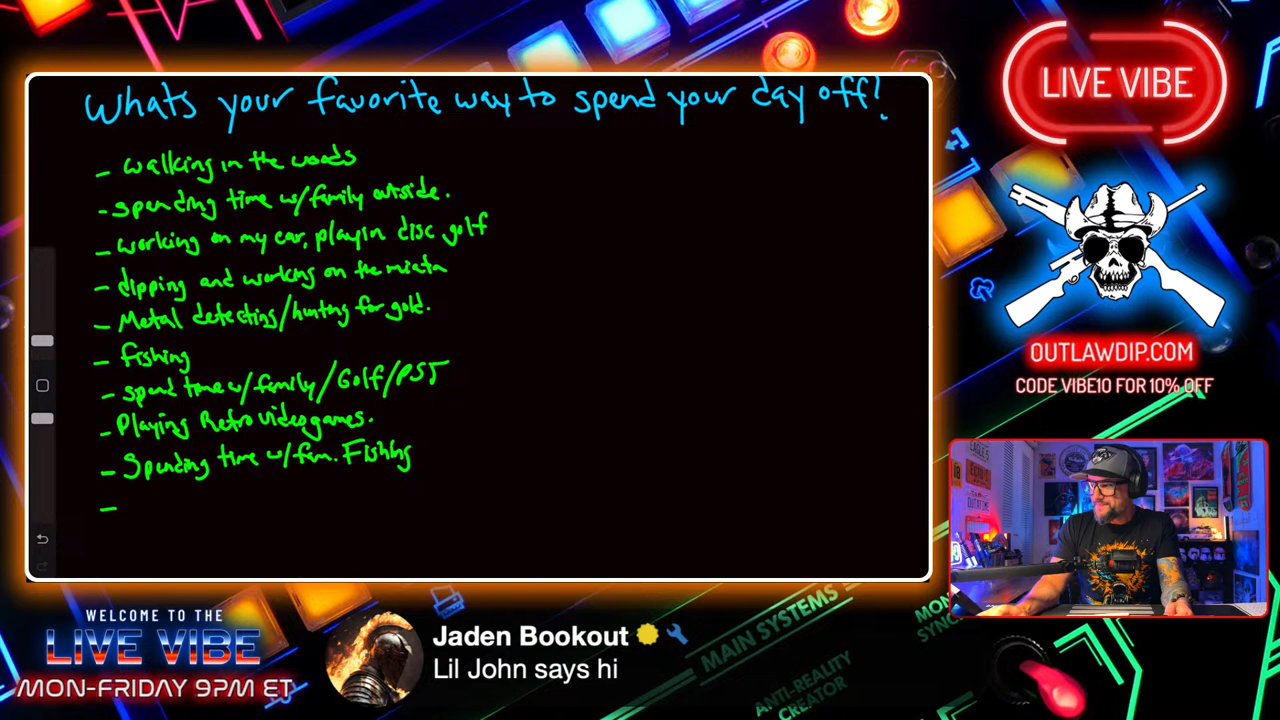 Whats your favorite way to spend your day off?
LIVE VIBE
- walking in the woods
- spending time w/family outside.
- working on my car, playin disc golf
- dipping and working on the miata
- Metal detecting/hunting for gold.
- fishing
- spend time w/family/Golf/PS5
- Playing Retro videogames.
- Spending time w/fam. Fishing
-
OUTLAWDIP.COM
CODE VIBE10 FOR 10% OFF
WELCOME TO THE
LIVE VIBE
MON-FRIDAY 9PM ET
Jaden Bookout
Lil John says hi
MAIN SYSTEMS
ANTI-REALITY
CREATOR